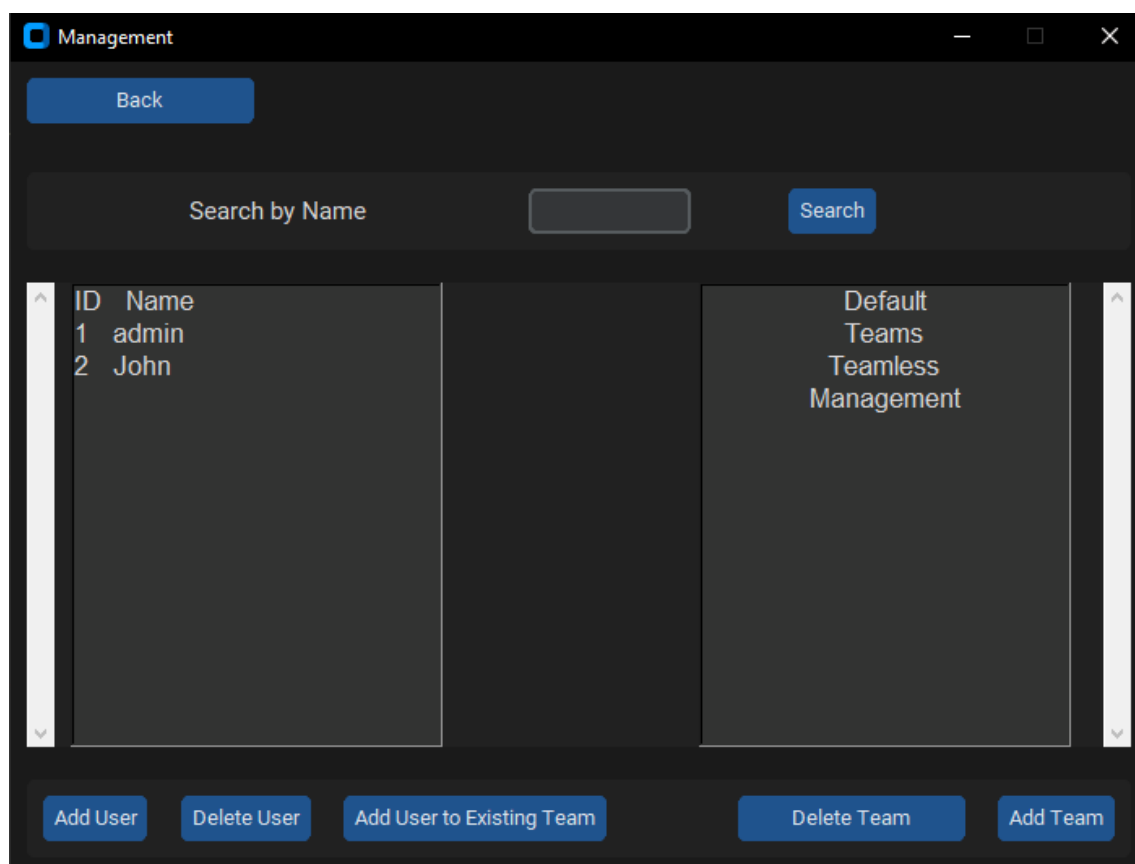 Management
Back
Search by Name
Search
ID Name
1 admin
2 John
Default
Teams
Teamless
Management
Add User
Delete User
Add User to Existing Team
Delete Team
Add Team